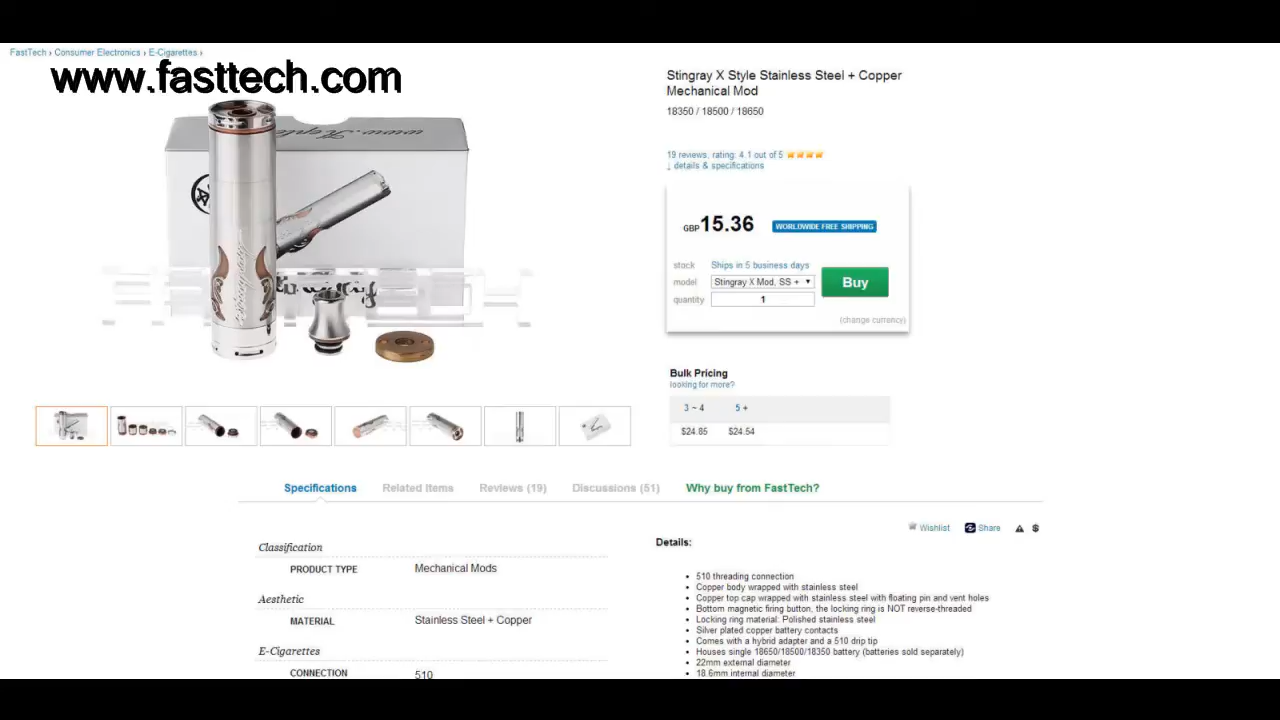 FastTech › Consumer Electronics › E-Cigarettes ›
www.fasttech.com
Stingray X Style Stainless Steel + Copper
Mechanical Mod
18350 / 18500 / 18650
19 reviews, rating: 4.1 out of 5
↓ details & specifications
GBP 15.36 WORLDWIDE FREE SHIPPING
stock Ships in 5 business days
model Stingray X Mod, SS +
quantity 1
Buy
(change currency)
Bulk Pricing
looking for more?
3 ~ 4 5 +
$24.85 $24.54
Specifications Related Items Reviews (19) Discussions (51) Why buy from FastTech?
Wishlist Share
Classification
PRODUCT TYPE Mechanical Mods
Aesthetic
MATERIAL Stainless Steel + Copper
E-Cigarettes
CONNECTION 510
Details:
510 threading connection
Copper body wrapped with stainless steel
Copper top cap wrapped with stainless steel with floating pin and vent holes
Bottom magnetic firing button, the locking ring is NOT reverse-threaded
Locking ring material: Polished stainless steel
Silver plated copper battery contacts
Comes with a hybrid adapter and a 510 drip tip
Houses single 18650/18500/18350 battery (batteries sold separately)
22mm external diameter
18.6mm internal diameter